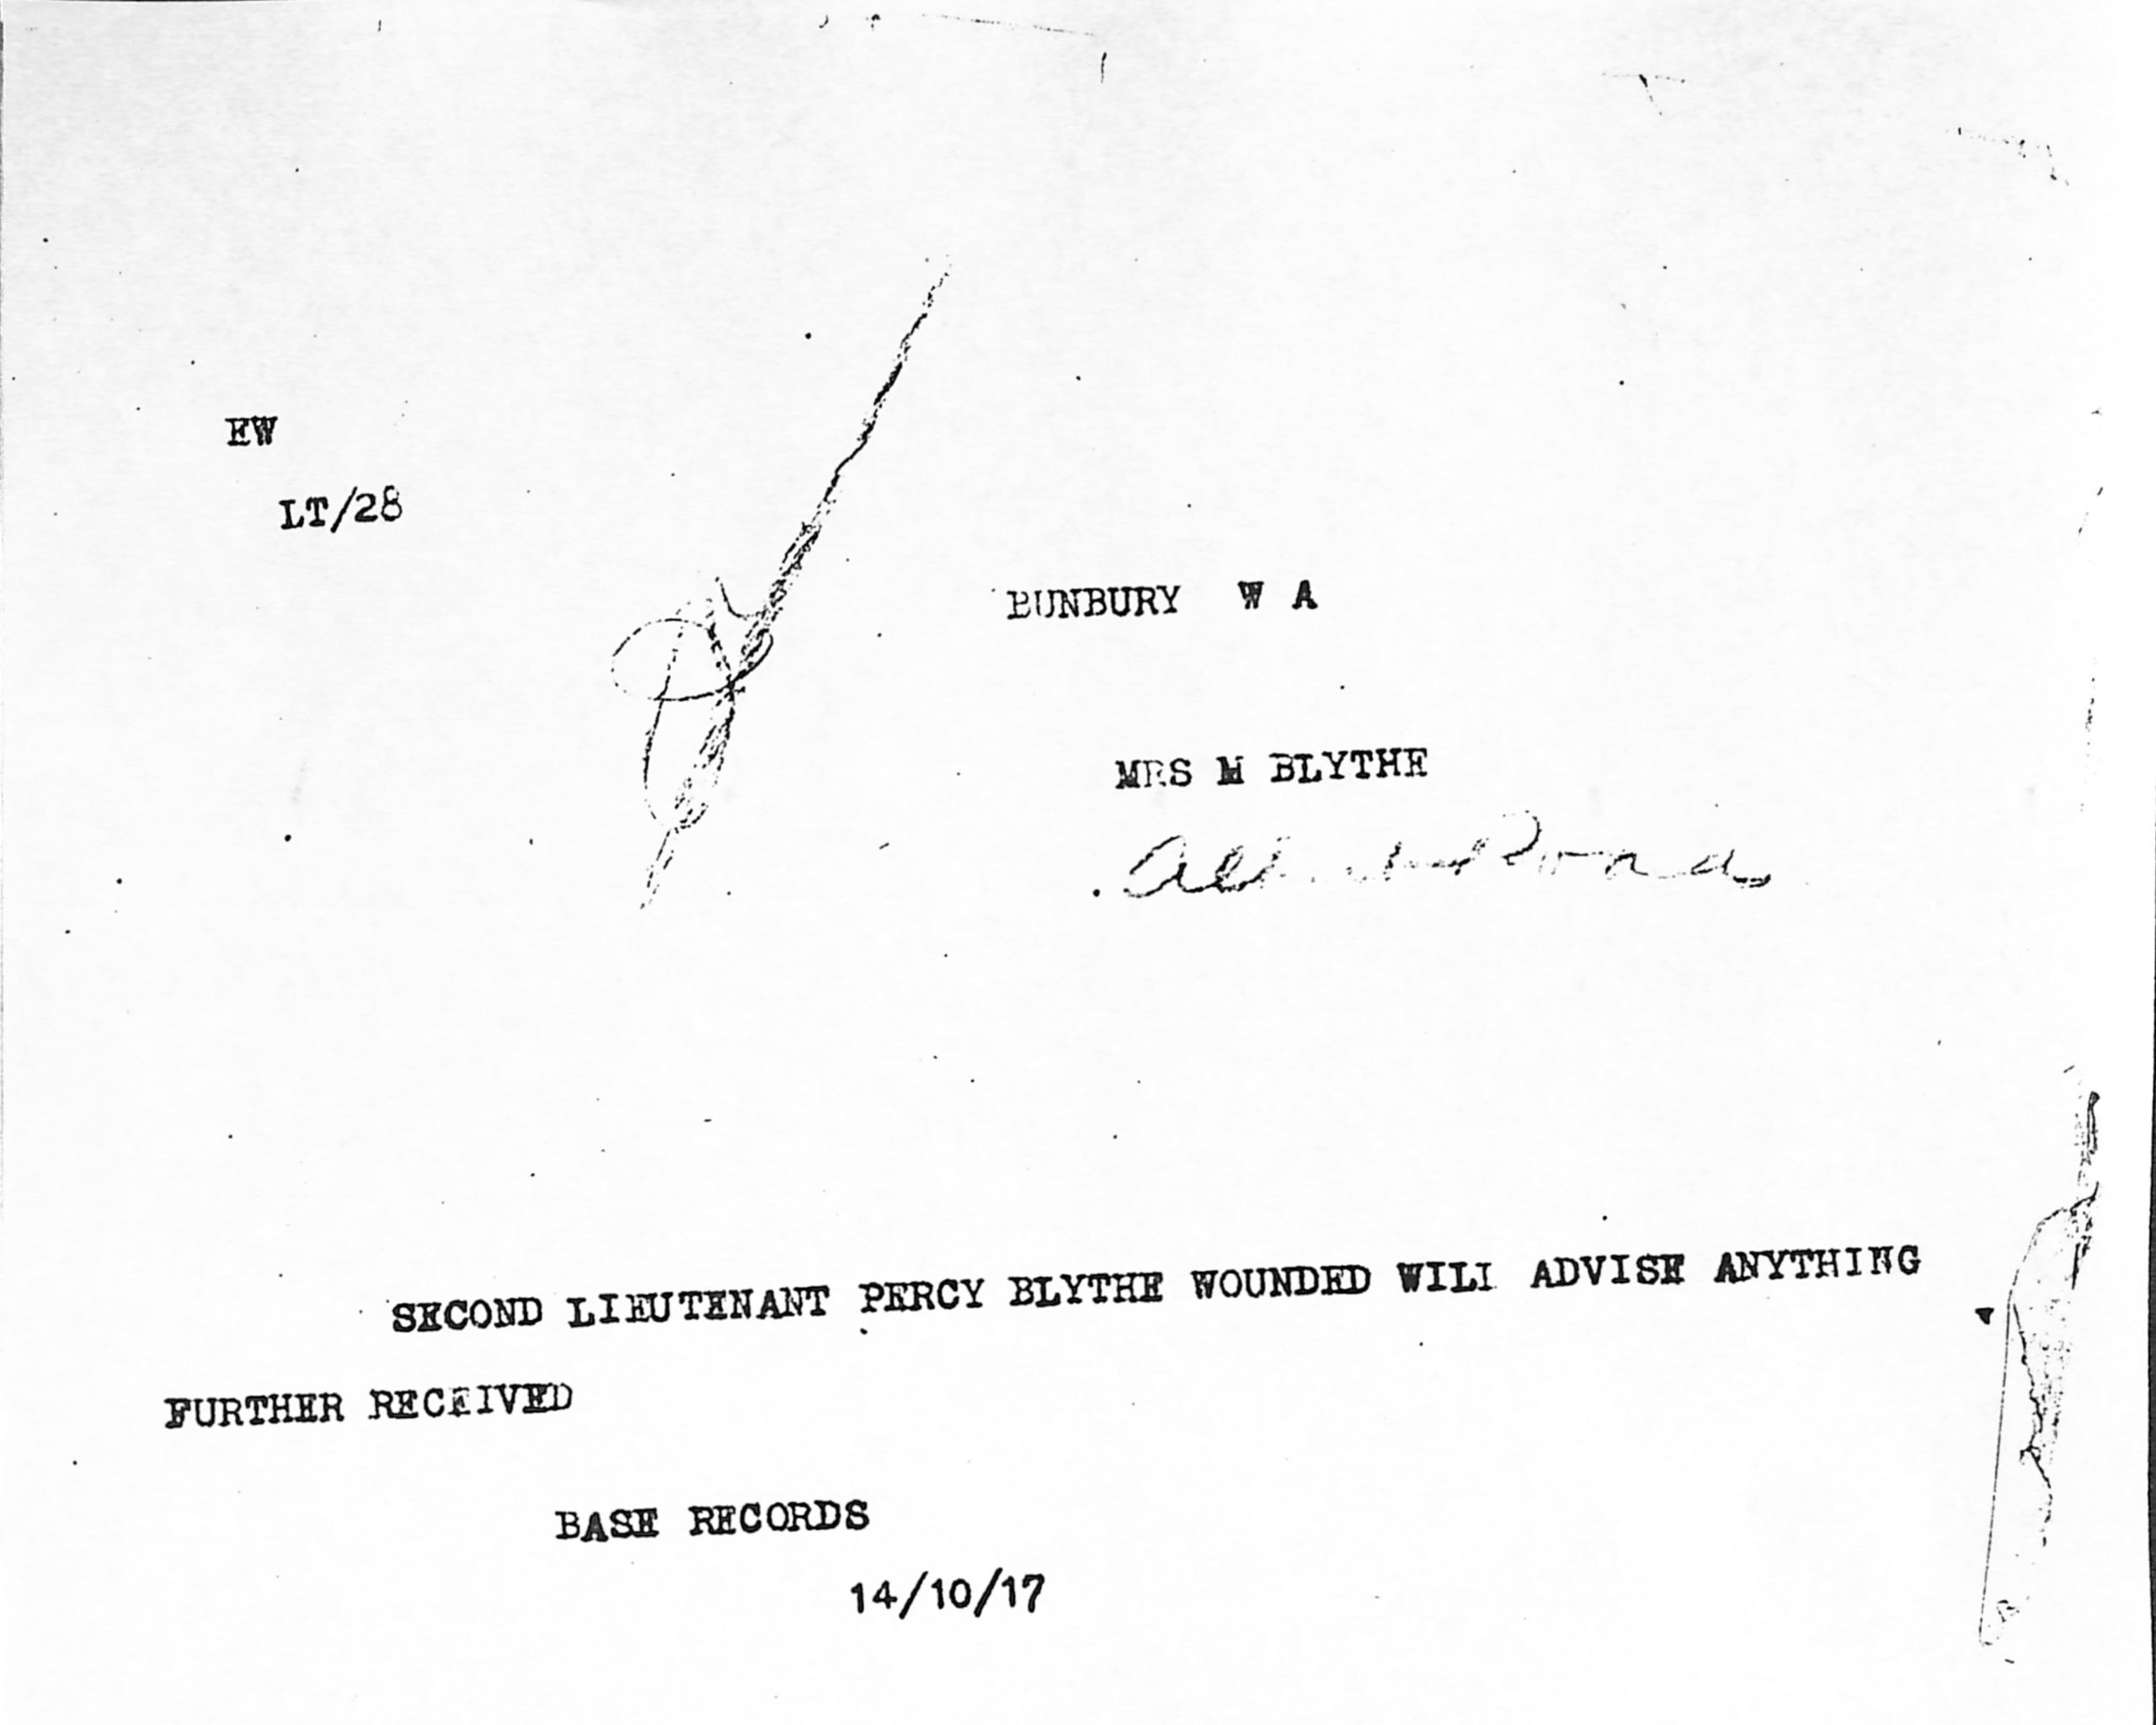 EW
LT/28
BUNBURY W A
MRS M BLYTHE
SECOND LIEUTENANT PERCY BLYTHE WOUNDED WILL ADVISE ANYTHING
FURTHER RECEIVED
BASE RECORDS
14/10/17